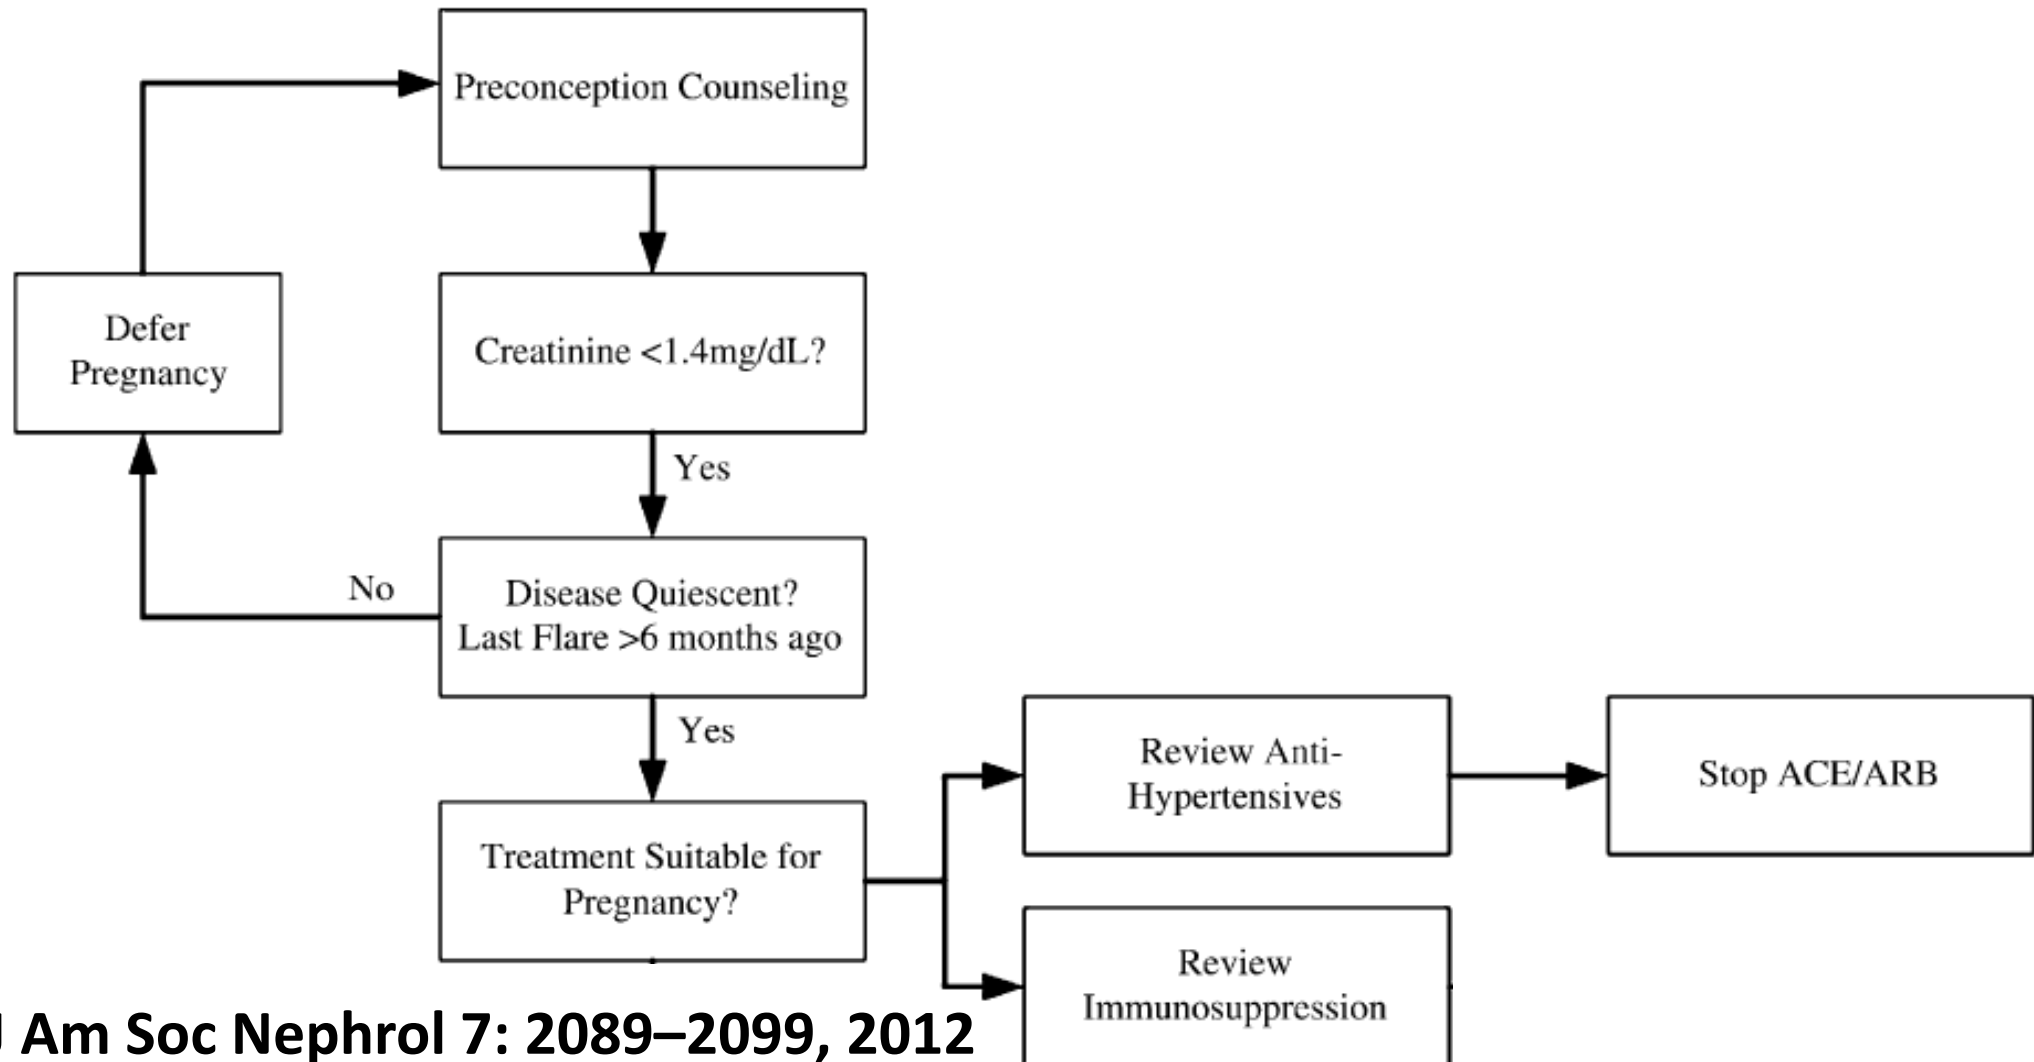 Preconception Counseling
Defer
Pregnancy
Creatinine <1.4mg/dL?
Yes
No
Disease Quiescent?
Last Flare >6 months ago
Yes
Review Anti-
Hypertensives
Stop ACE/ARB
Treatment Suitable for
Pregnancy?
Review
Immunosuppression
Am Soc Nephrol 7: 2089–2099, 2012